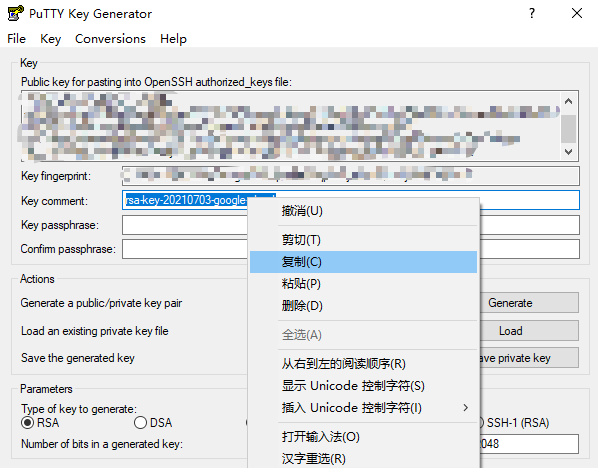 PuTTY Key Generator
File Key Conversions Help
Key
Public key for pasting into OpenSSH authorized_keys file:
Key fingerprint:
Key comment: rsa-key-20210703-google
Key passphrase:
Confirm passphrase:
撤消(U)
剪切(T)
复制(C)
粘贴(P)
删除(D)
全选(A)
从右到左的阅读顺序(R)
显示 Unicode 控制字符(S)
插入 Unicode 控制字符(I)
打开输入法(O)
汉字重选(R)
Actions
Generate a public/private key pair Generate
Load an existing private key file Load
Save the generated key private key
Parameters
Type of key to generate:
RSA DSA SSH-1 (RSA)
Number of bits in a generated key: 2048